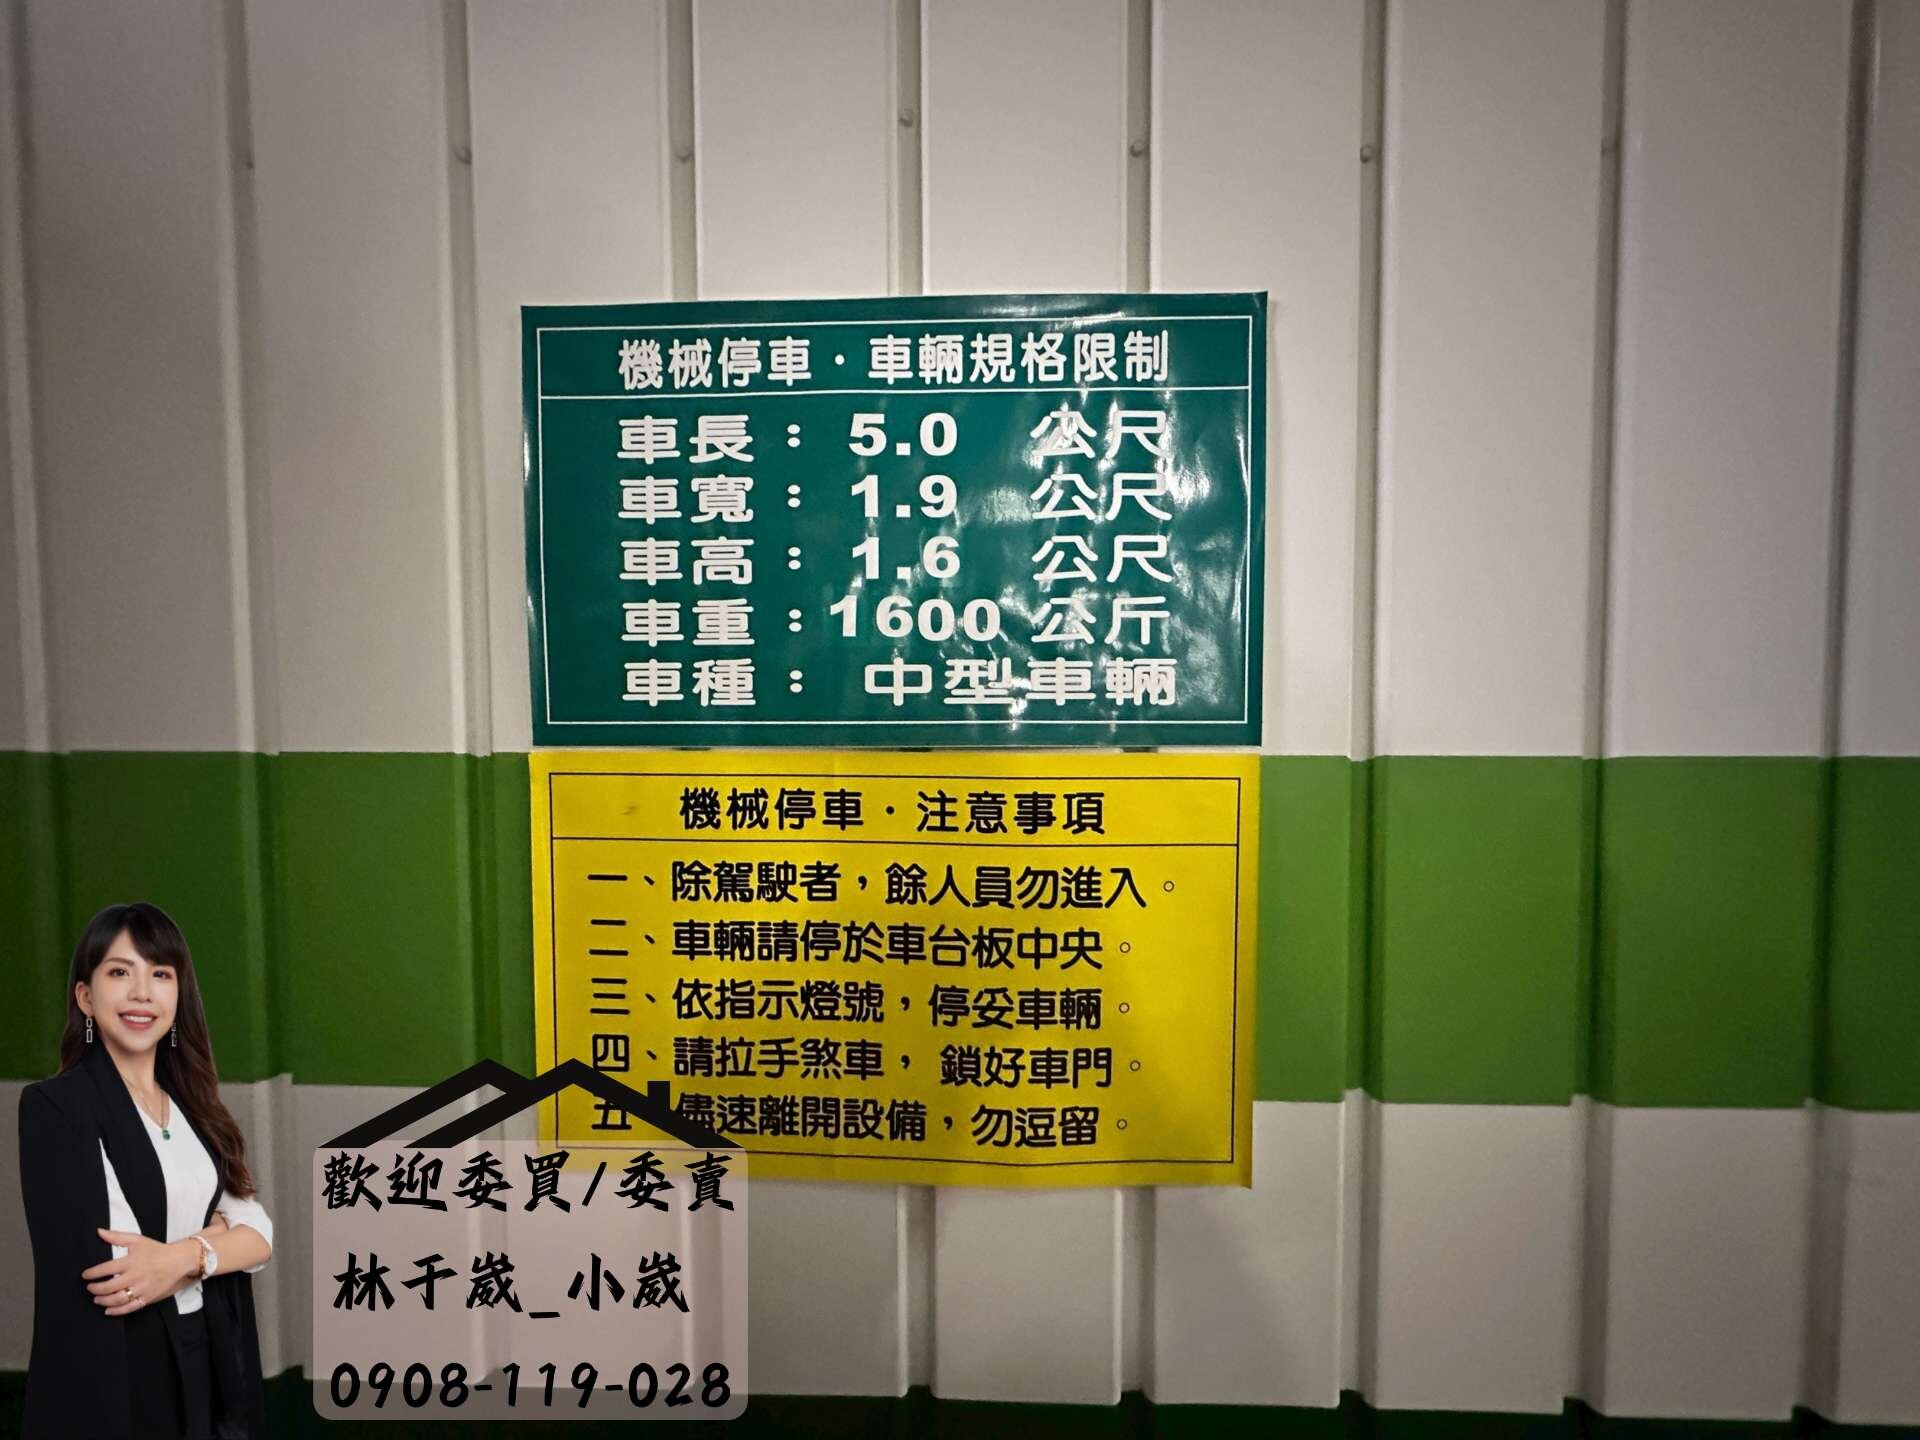 機械停車·車輛規格限制
車長：5.0 公尺
車寬：1.9 公尺
車高：1.6 公尺
車重：1600 公斤
車種：中型車輛
機械停車·注意事項
一、除駕駛者，餘人員勿進入。
二、車輛請停於車台板中央。
三、依指示燈號，停妥車輛。
四、請拉手煞車，鎖好車門。
五 儘速離開設備，勿逗留。
歡迎委買/委賣
林于崴_小崴
0908-119-028